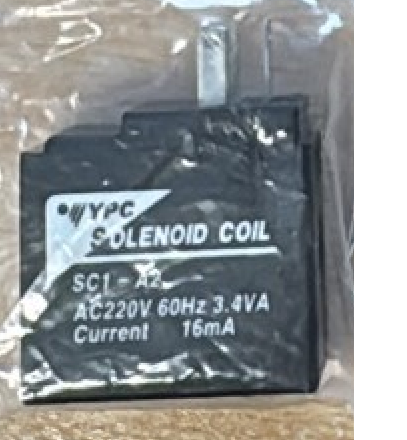 YPC
SOLENOID COIL
SC1 - A2
AC220V 60Hz 3.4VA
Current 16mA